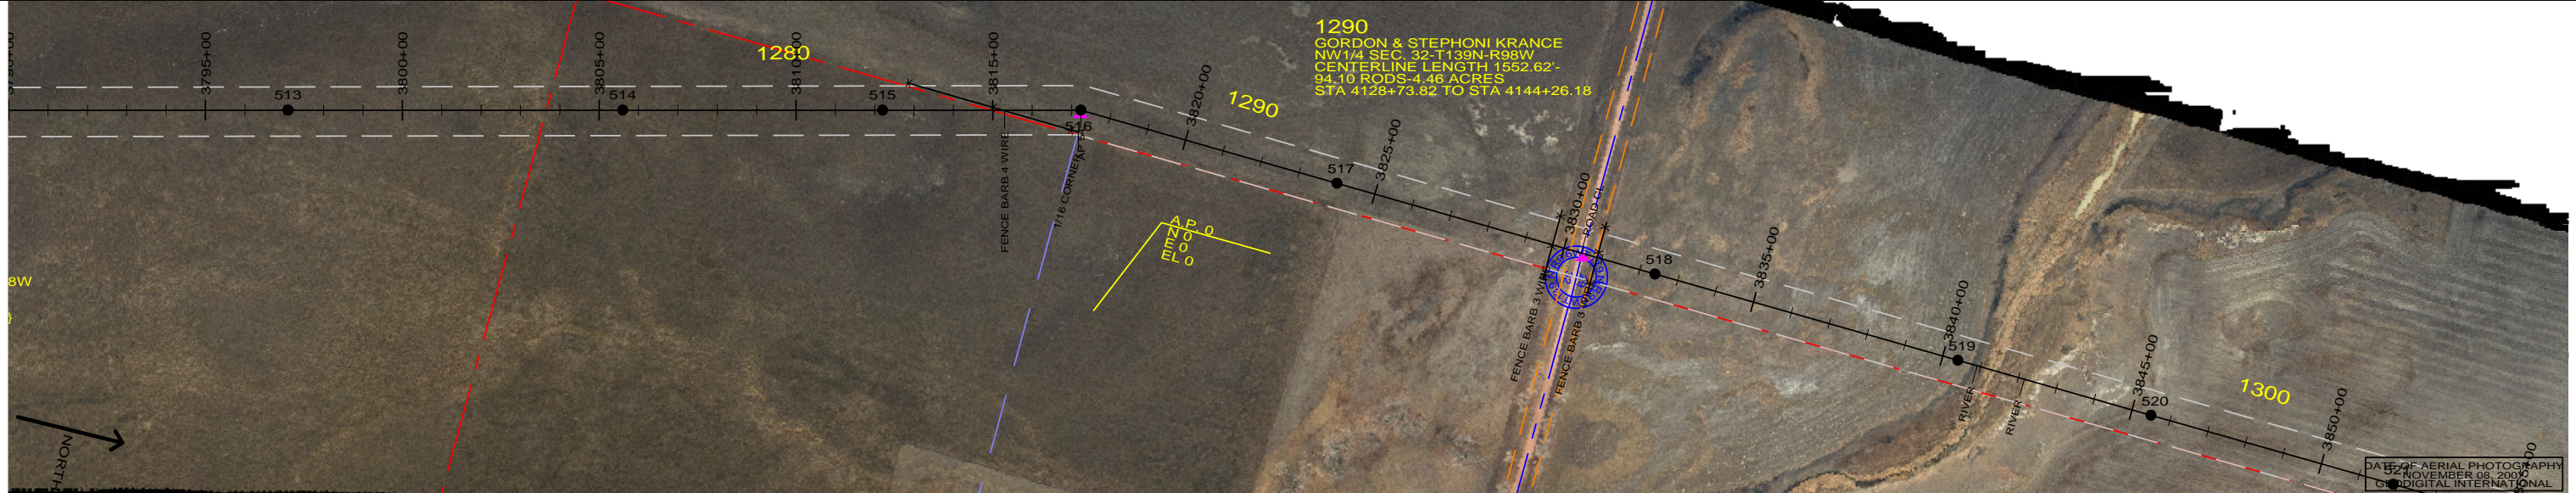 3795+00
3800+00
3805+00
3810+00
3815+00
3820+00
3825+00
3830+00
3835+00
3840+00
3845+00
3850+00
513
514
515
516
517
518
519
520
521
1280
1290
1290
GORDON & STEPHONI KRANCE
NW1/4 SEC. 32-T139N-R98W
CENTERLINE LENGTH 1552.62'-
94.10 RODS-4.46 ACRES
STA 4128+73.82 TO STA 4144+26.18
1300
FENCE BARB 4 WIRE
1/16 CORNER
A.P. 0
N 0
E 0
EL 0
8W
NORTH
FENCE BARB 3 WIRE
FENCE BARB 3 WIRE
ROAD CL
RIVER
RIVER
DATE OF AERIAL PHOTOGRAPHY
NOVEMBER 08,
GEODIGITAL INTERNATIONAL